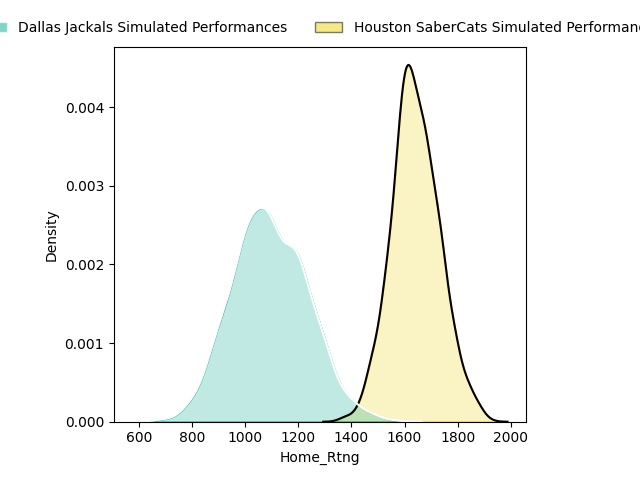 Dallas Jackals Simulated Performances
Houston SaberCats Simulated
0.004
0.003
0.002
0.001
0.000
Density
600 800 1000 1200 1400 1600 1800 2000
Home_Rtng